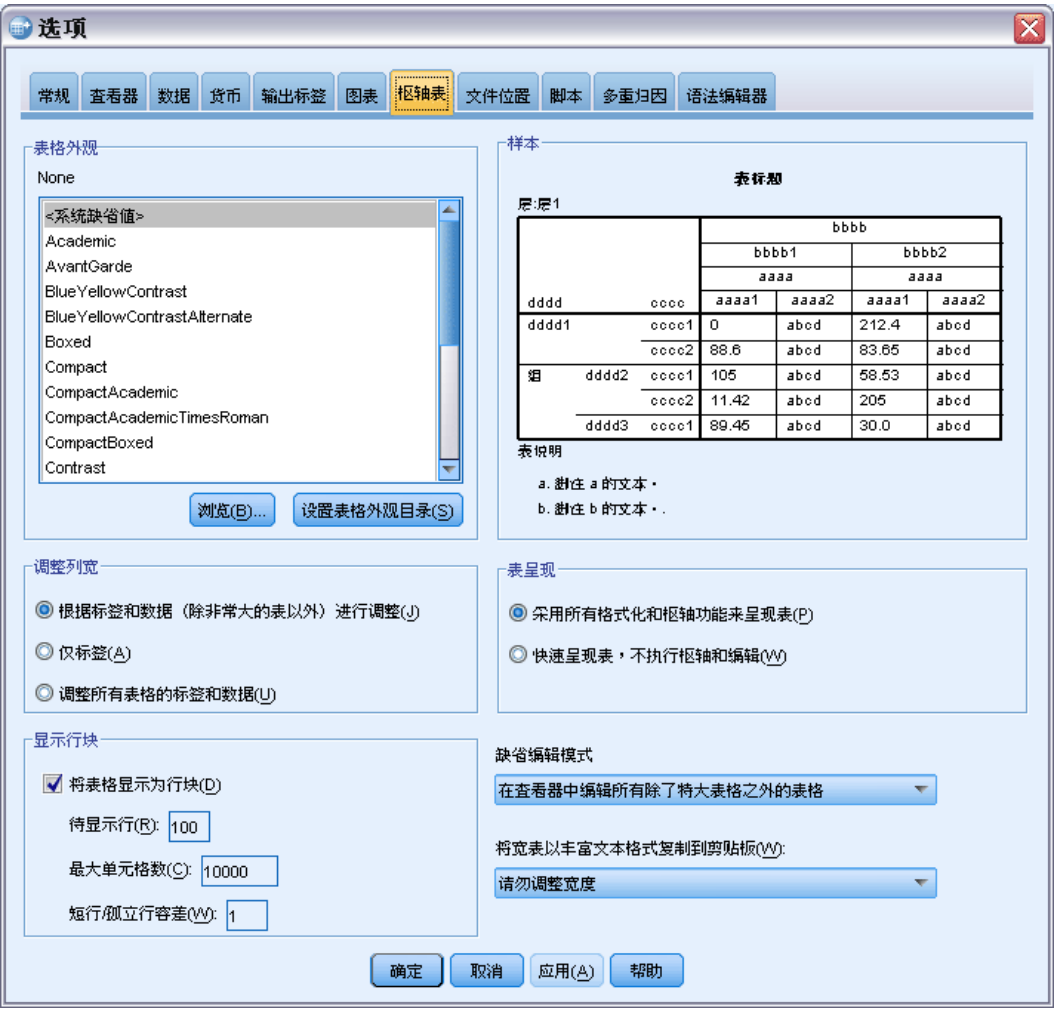 选项
常规 查看器 数据 货币 输出标签 图表 枢轴表 文件位置 脚本 多重归因 语法编辑器
表格外观
None
<系统缺省值>
Academic
AvantGarde
BlueYellowContrast
BlueYellowContrastAlternate
Boxed
Compact
CompactAcademic
CompactAcademicTimesRoman
CompactBoxed
Contrast
浏览(B)... 设置表格外观目录(S)
样本
表标题
层:层1
bbbb
bbbb1 bbbb2
aaaa aaaa
dddd cccc aaaa1 aaaa2 aaaa1 aaaa2
dddd1 cccc1 0 abcd 212.4 abcd
cccc2 88.6 abcd 83.65 abcd
组 dddd2 cccc1 105 abcd 58.53 abcd
cccc2 11.42 abcd 205 abcd
dddd3 cccc1 89.45 abcd 30.0 abcd
表说明
a. 脚注 a 的文本。
b. 脚注 b 的文本。.
调整列宽
根据标签和数据（除非常大的表以外）进行调整(J)
仅标签(A)
调整所有表格的标签和数据(U)
表呈现
采用所有格式化和枢轴功能来呈现表(P)
快速呈现表，不执行枢轴和编辑(W)
显示行块
将表格显示为行块(D)
待显示行(R): 100
最大单元格数(C): 10000
短行/孤立行容差(W): 1
缺省编辑模式
在查看器中编辑所有除了特大表格之外的表格
将宽表以丰富文本格式复制到剪贴板(W):
请勿调整宽度
确定 取消 应用(A) 帮助